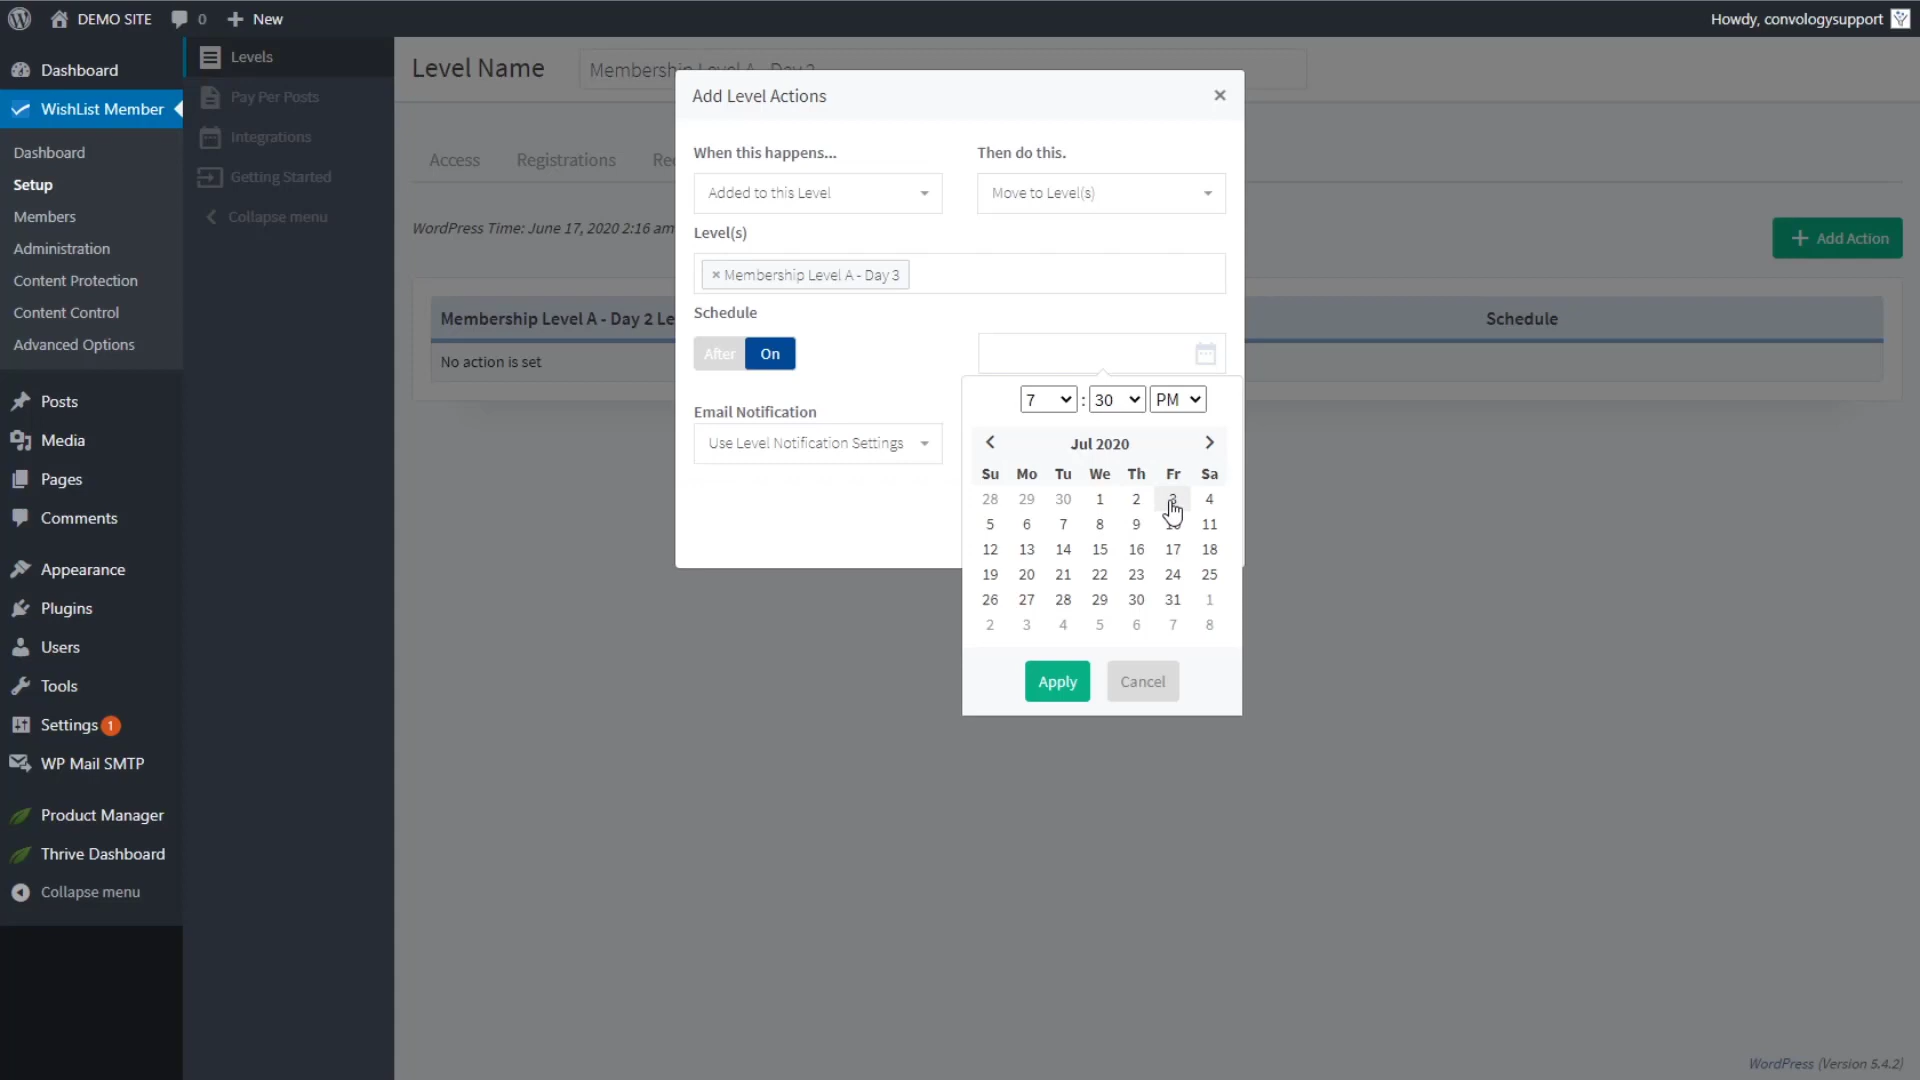 DEMO SITE
0
New
Howdy, convologysupport
Dashboard
WishList Member
Dashboard
Setup
Members
Administration
Content Protection
Content Control
Advanced Options
Posts
Media
Pages
Comments
Appearance
Plugins
Users
Tools
Settings 1
WP Mail SMTP
Product Manager
Thrive Dashboard
Collapse menu
Levels
Pay Per Posts
Integrations
Getting Started
Collapse menu
Level Name
Membership Level A - Day 2
Access
Registrations
WordPress Time: June 17, 2020 2:16 am
Add Action
Membership Level A - Day 2 Le
Schedule
No action is set
Add Level Actions
×
When this happens...
Then do this.
Added to this Level
Move to Level(s)
Level(s)
× Membership Level A - Day 3
Schedule
After
On
Email Notification
Use Level Notification Settings
7 : 30 PM
Jul 2020
Su Mo Tu We Th Fr Sa
28 29 30 1 2 3 4
5 6 7 8 9 10 11
12 13 14 15 16 17 18
19 20 21 22 23 24 25
26 27 28 29 30 31 1
2 3 4 5 6 7 8
Apply
Cancel
WordPress (Version 5.4.2)